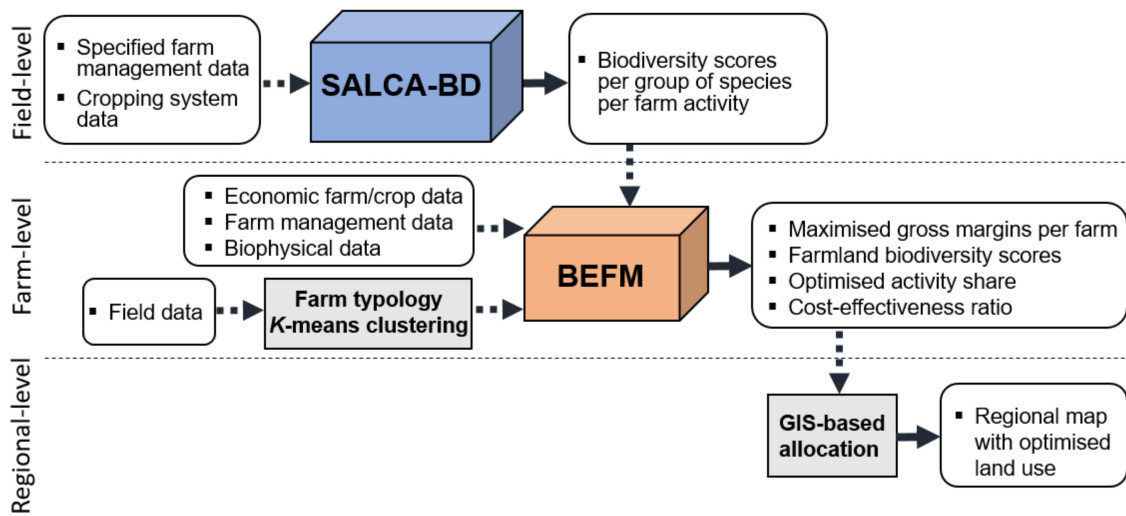 Field-level
▪ Specified farm
management data
▪ Cropping system
data
SALCA-BD
▪ Biodiversity scores
per group of species
per farm activity
Farm-level
▪ Economic farm/crop data
▪ Farm management data
▪ Biophysical data
▪ Field data
Farm typology
K-means clustering
BEFM
▪ Maximised gross margins per farm
▪ Farmland biodiversity scores
▪ Optimised activity share
▪ Cost-effectiveness ratio
Regional-level
GIS-based
allocation
▪ Regional map
with optimised
land use